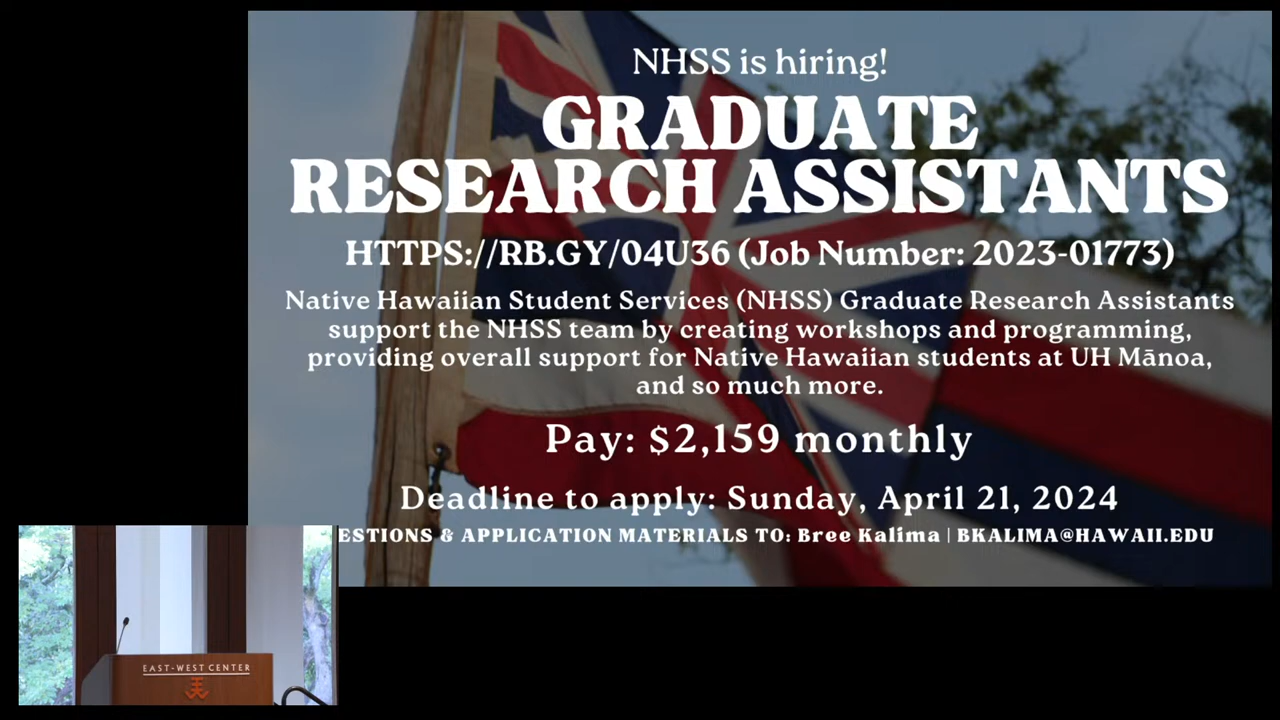 NHSS is hiring!
GRADUATE
RESEARCH ASSISTANTS
HTTPS://RB.GY/04U36 (Job Number: 2023-01773)
Native Hawaiian Student Services (NHSS) Graduate Research Assistants
support the NHSS team by creating workshops and programming,
providing overall support for Native Hawaiian students at UH Mānoa,
and so much more.
Pay: $2,159 monthly
Deadline to apply: Sunday, April 21, 2024
ESTIONS & APPLICATION MATERIALS TO: Bree Kalima | BKALIMA@HAWAII.EDU
EAST-WEST CENTER